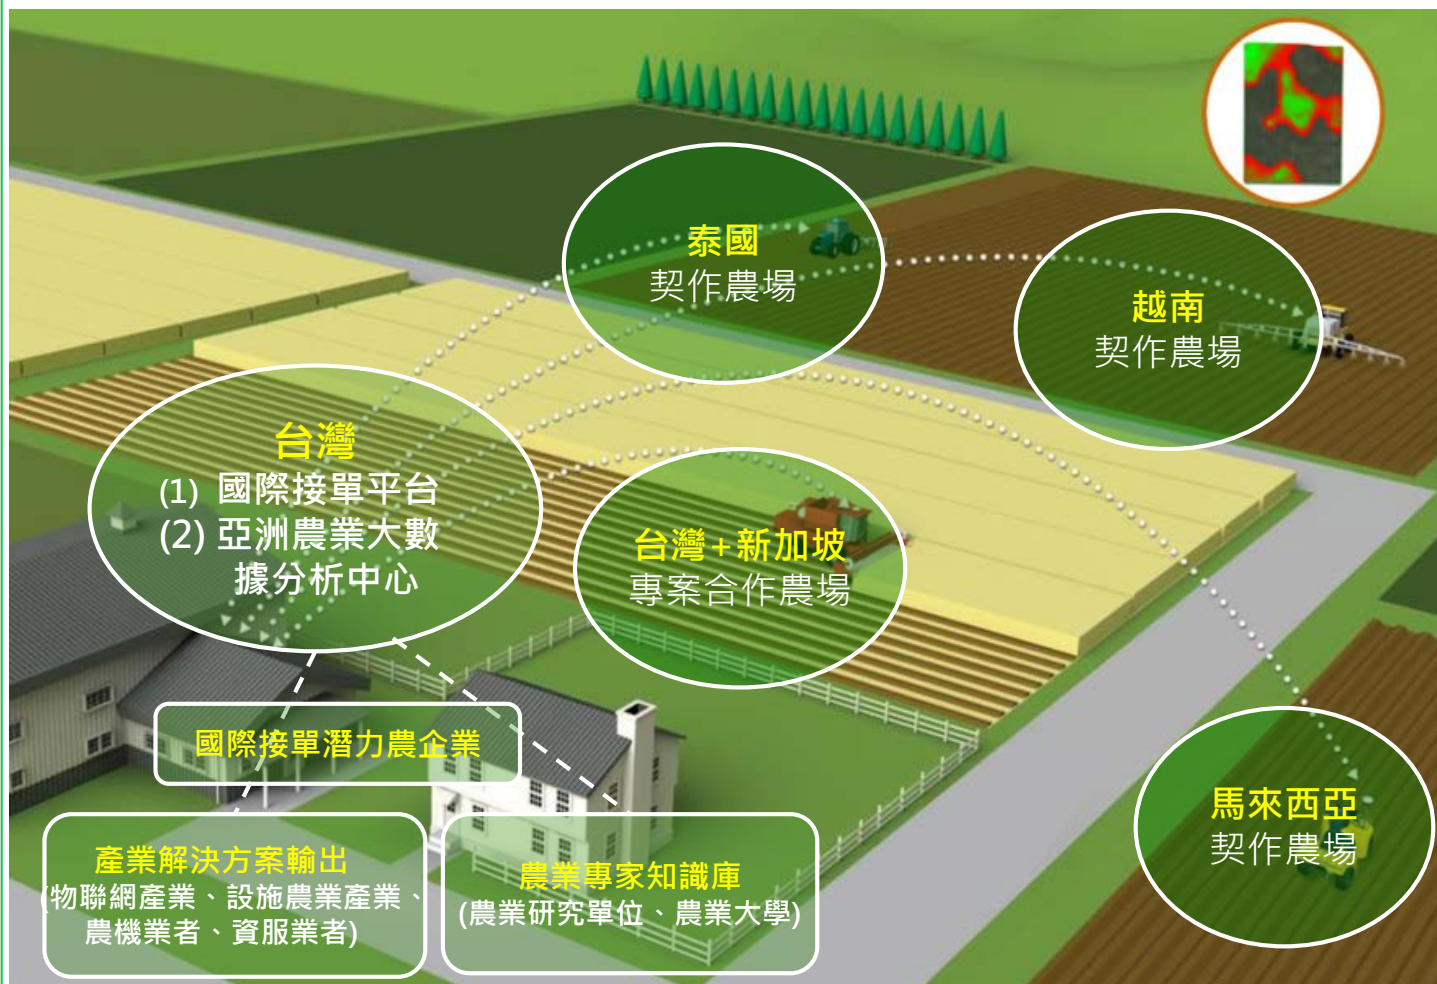 泰國
契作農場
越南
契作農場
台灣
(1) 國際接單平台
(2) 亞洲農業大數
據分析中心
台灣+新加坡
專案合作農場
國際接單潛力農企業
馬來西亞
契作農場
產業解決方案輸出
(物聯網產業、設施農業產業、
農機業者、資服業者)
農業專家知識庫
(農業研究單位、農業大學)